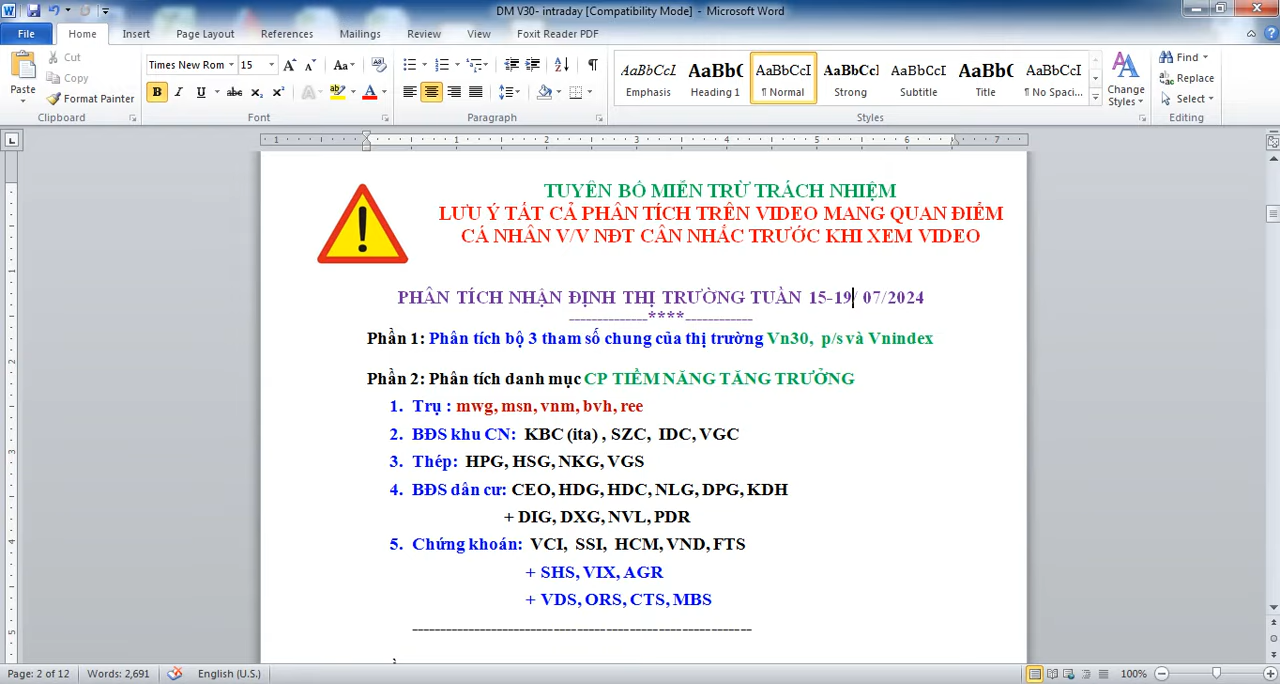 DM V30- intraday [Compatibility Mode] - Microsoft Word
File Home Insert Page Layout References Mailings Review View Foxit Reader PDF
Paste
Cut
Copy
Format Painter
Clipboard
Times New Rom 15
Font
Paragraph
AaBbCcI AaBb( AaBbCcI AaBbCcl AaBbCcI AaBb( AaBbCcI
Emphasis Heading 1 ¶ Normal Strong Subtitle Title ¶ No Spaci...
Change Styles
Styles
Find
Replace
Select
Editing
TUYÊN BỐ MIỄN TRỪ TRÁCH NHIỆM
LƯU Ý TẤT CẢ PHÂN TÍCH TRÊN VIDEO MANG QUAN ĐIỂM
CÁ NHÂN V/V NĐT CÂN NHẮC TRƯỚC KHI XEM VIDEO
PHÂN TÍCH NHẬN ĐỊNH THỊ TRƯỜNG TUẦN 15-19/ 07/2024
--------------****------------
Phần 1: Phân tích bộ 3 tham số chung của thị trường Vn30, p/s và Vnindex
Phần 2: Phân tích danh mục CP TIỀM NĂNG TĂNG TRƯỞNG
1. Trụ : mwg, msn, vnm, bvh, ree
2. BĐS khu CN: KBC (ita) , SZC, IDC, VGC
3. Thép: HPG, HSG, NKG, VGS
4. BĐS dân cư: CEO, HDG, HDC, NLG, DPG, KDH
+ DIG, DXG, NVL, PDR
5. Chứng khoán: VCI, SSI, HCM, VND, FTS
+ SHS, VIX, AGR
+ VDS, ORS, CTS, MBS
------------------------------------------------------------
Page: 2 of 12 Words: 2,691 English (U.S.) 100%